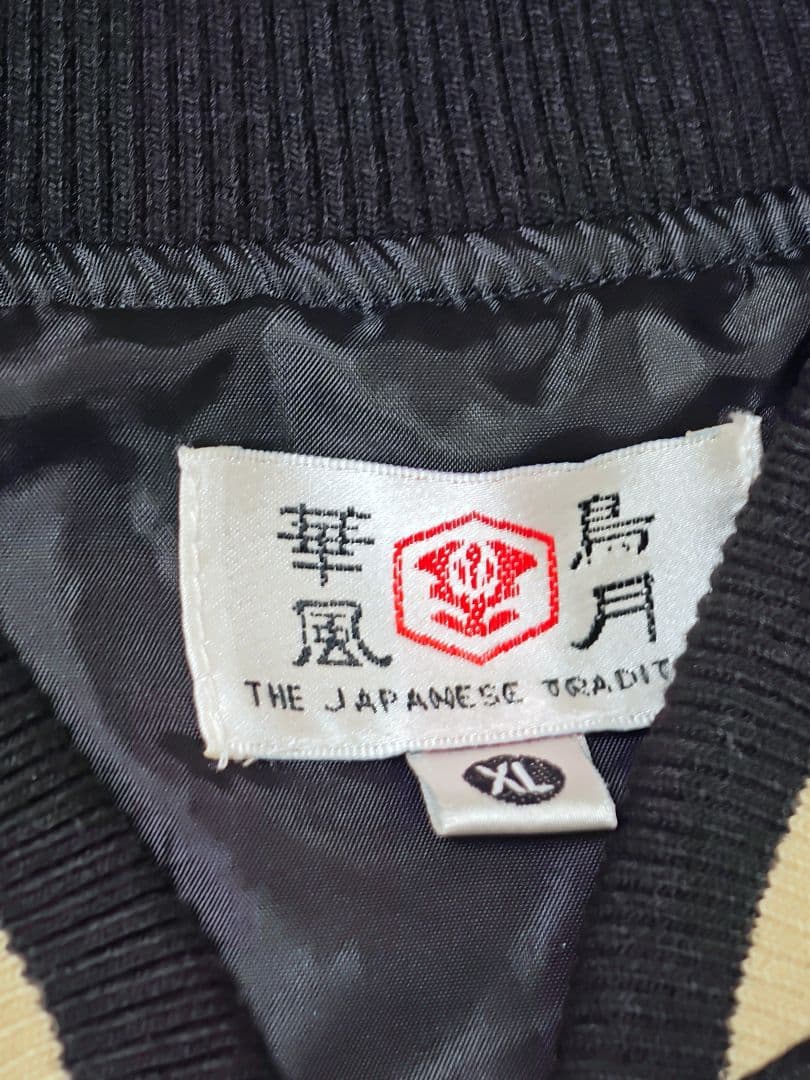 華 鳥
風 月
THE JAPANESE TRADIT
XL